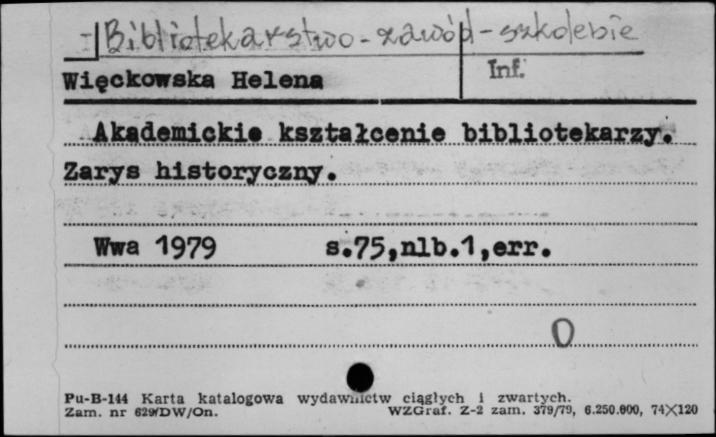 Bibliotekarstwo - zawód - szkolenie
Więckowska Helena
Inf.
Akademickie kształcenie bibliotekarzy.
Zarys historyczny.
Wwa 1979 s.75,nlb.1,err.
O
Pu-B-144 Karta katalogowa wydawnictw ciągłych i zwartych.
Zam. nr 629/DW/On. WZGraf. Z-2 zam. 379/79, 6.250.000, 74X120